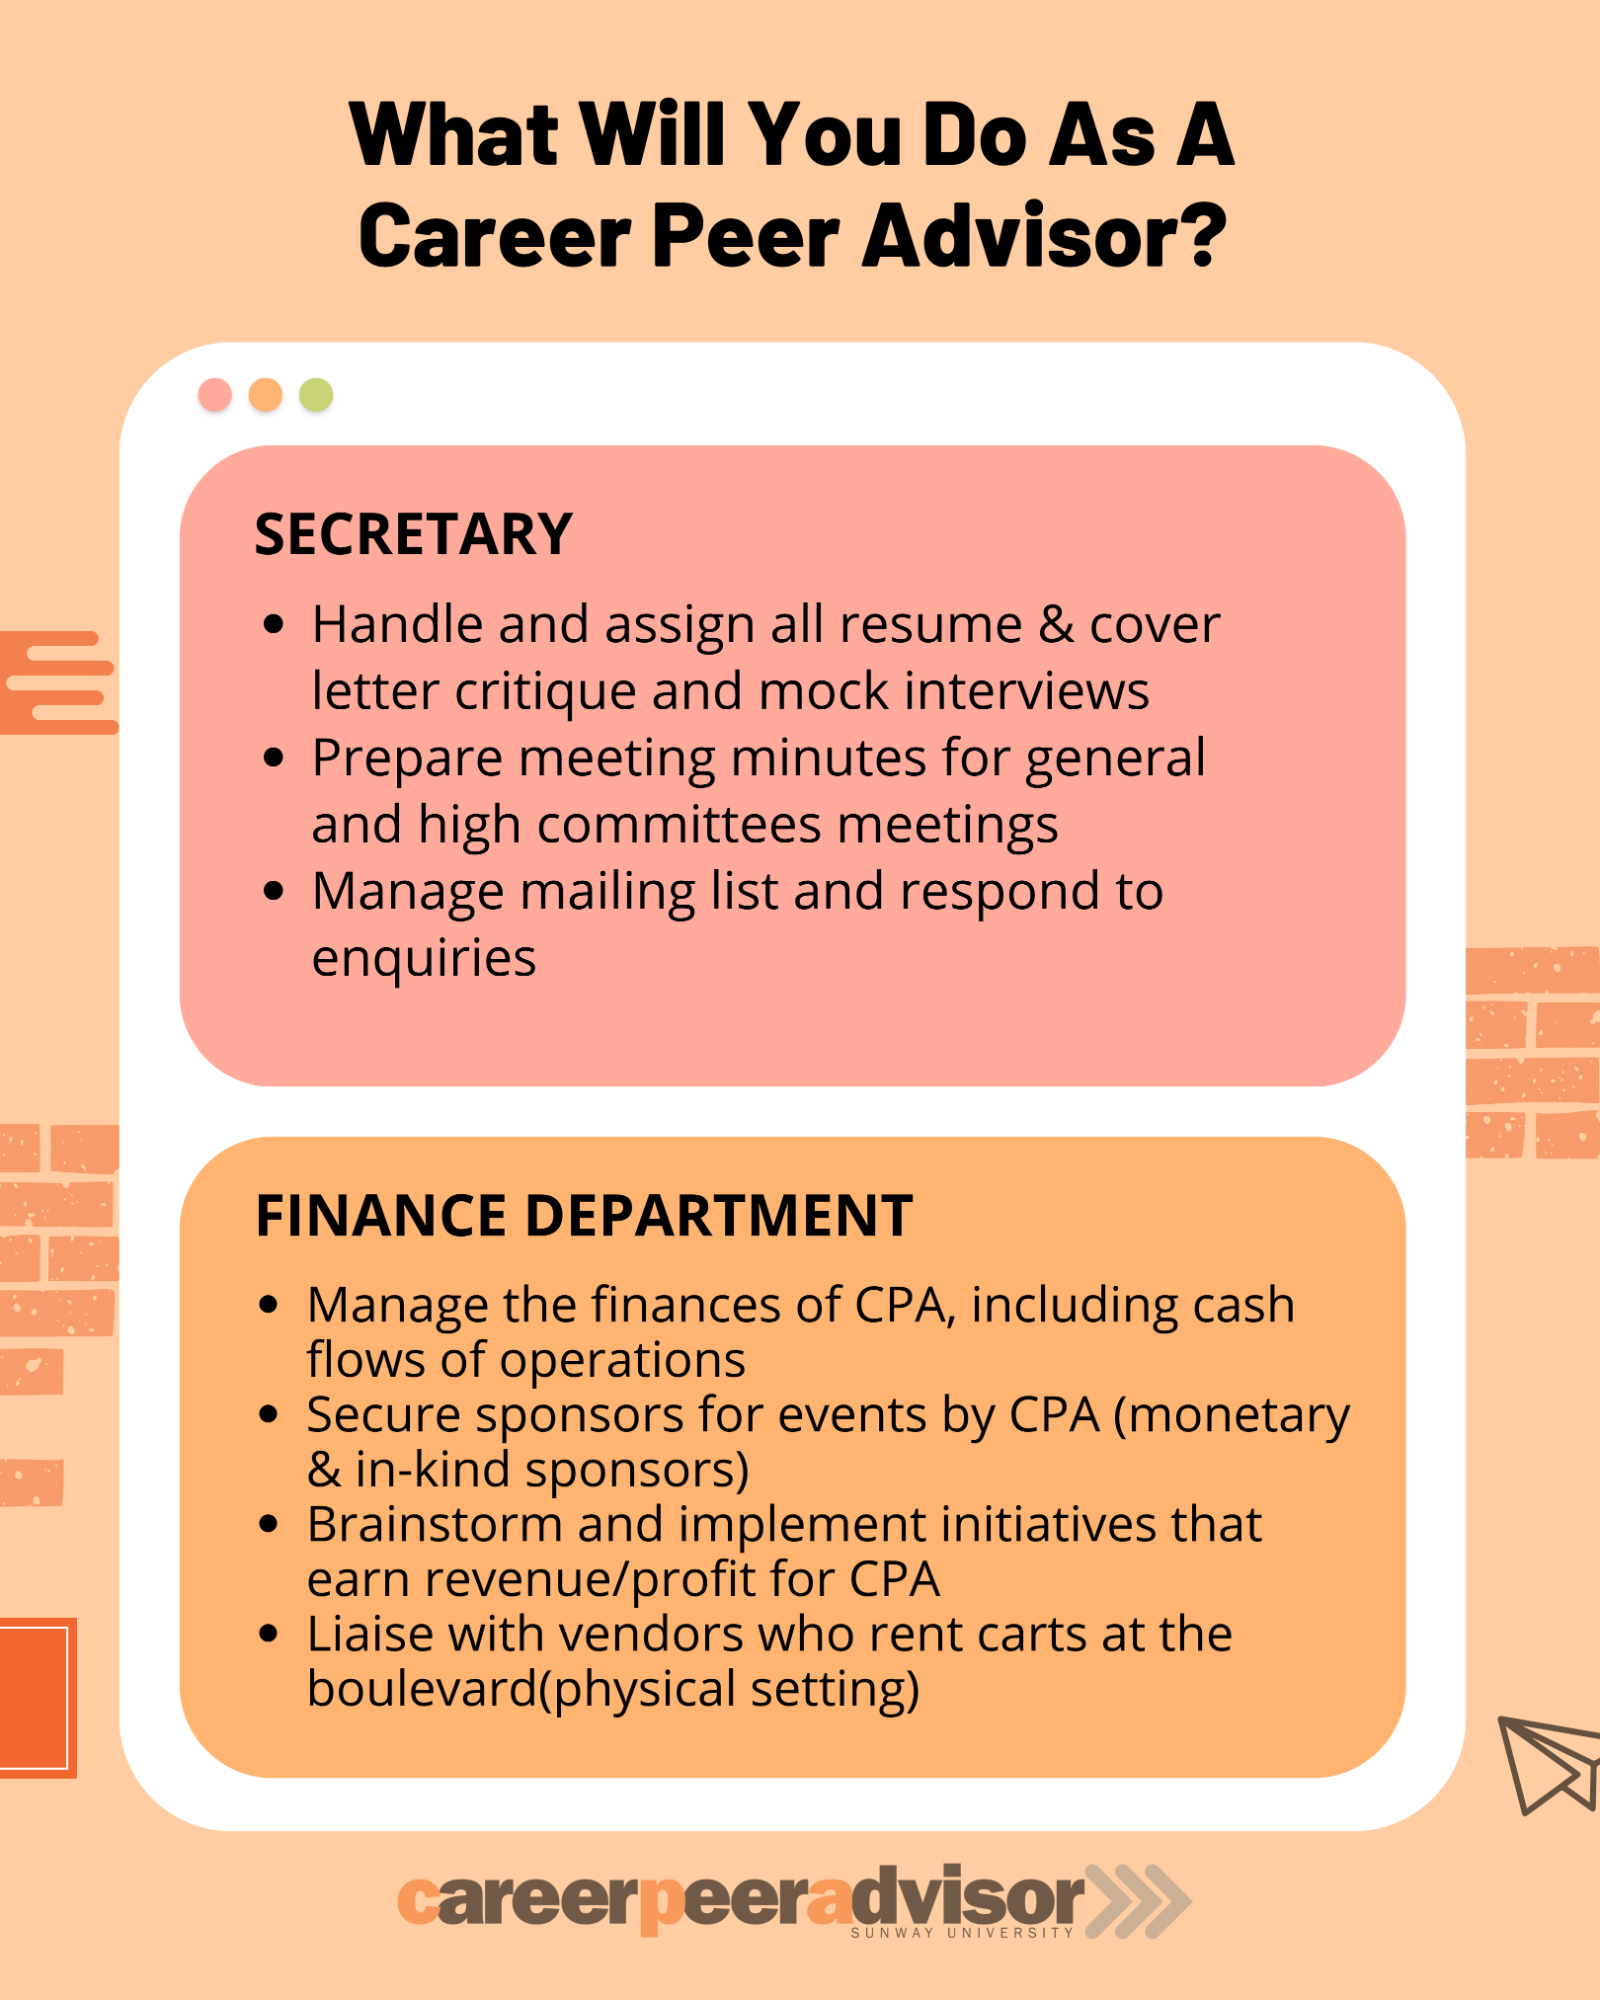 What Will You Do As A
Career Peer Advisor?
SECRETARY
• Handle and assign all resume & cover
letter critique and mock interviews
• Prepare meeting minutes for general
and high committees meetings
• Manage mailing list and respond to
enquiries
FINANCE DEPARTMENT
• Manage the finances of CPA, including cash
flows of operations
• Secure sponsors for events by CPA (monetary
& in-kind sponsors)
• Brainstorm and implement initiatives that
earn revenue/profit for CPA
• Liaise with vendors who rent carts at the
boulevard(physical setting)
careerpeeradvisor
SUNWAY UNIVERSITY